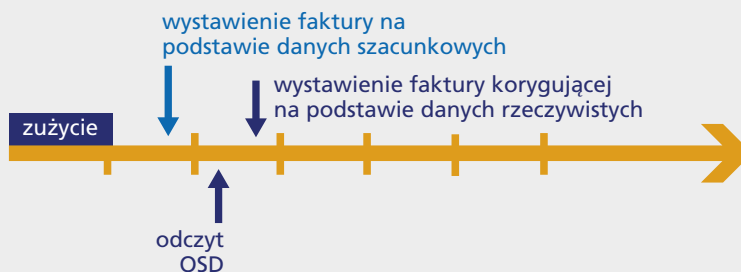 wystawienie faktury na
podstawie danych szacunkowych
wystawienie faktury korygującej
na podstawie danych rzeczywistych
zużycie
odczyt
OSD